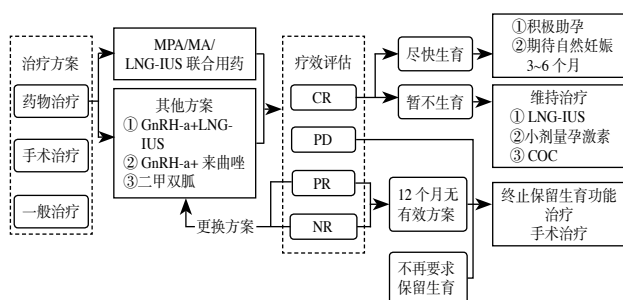 治疗方案
药物治疗
手术治疗
一般治疗
MPA/MA/
LNG-IUS 联合用药
其他方案
① GnRH-a+LNG-
IUS
② GnRH-a+ 来曲唑
③二甲双胍
更换方案
疗效评估
CR
PD
PR
NR
尽快生育
暂不生育
12 个月无
有效方案
不再要求
保留生育
①积极助孕
②期待自然妊娠
3~6 个月
维持治疗
① LNG-IUS
②小剂量孕激素
③ COC
终止保留生育功能
治疗
手术治疗